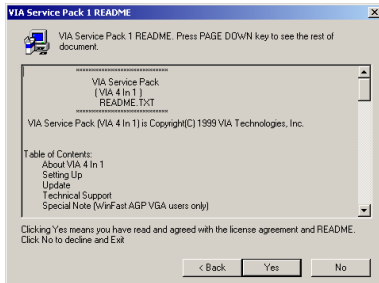 VIA Service Pack 1 README
VIA Service Pack 1 README. Press PAGE DOWN key to see the rest of
document.
==========================
VIA Service Pack
( VIA 4 In 1 )
README.TXT
==========================
VIA Service Pack (VIA 4 In 1) is Copyright(C) 1999 VIA Technologies, Inc.
Table of Contents:
About VIA 4 In 1
Setting Up
Update
Technical Support
Special Note (WinFast AGP VGA users only)
Clicking Yes means you have read and agreed with the license agreement and README.
Click No to decline and Exit
< Back
Yes
No